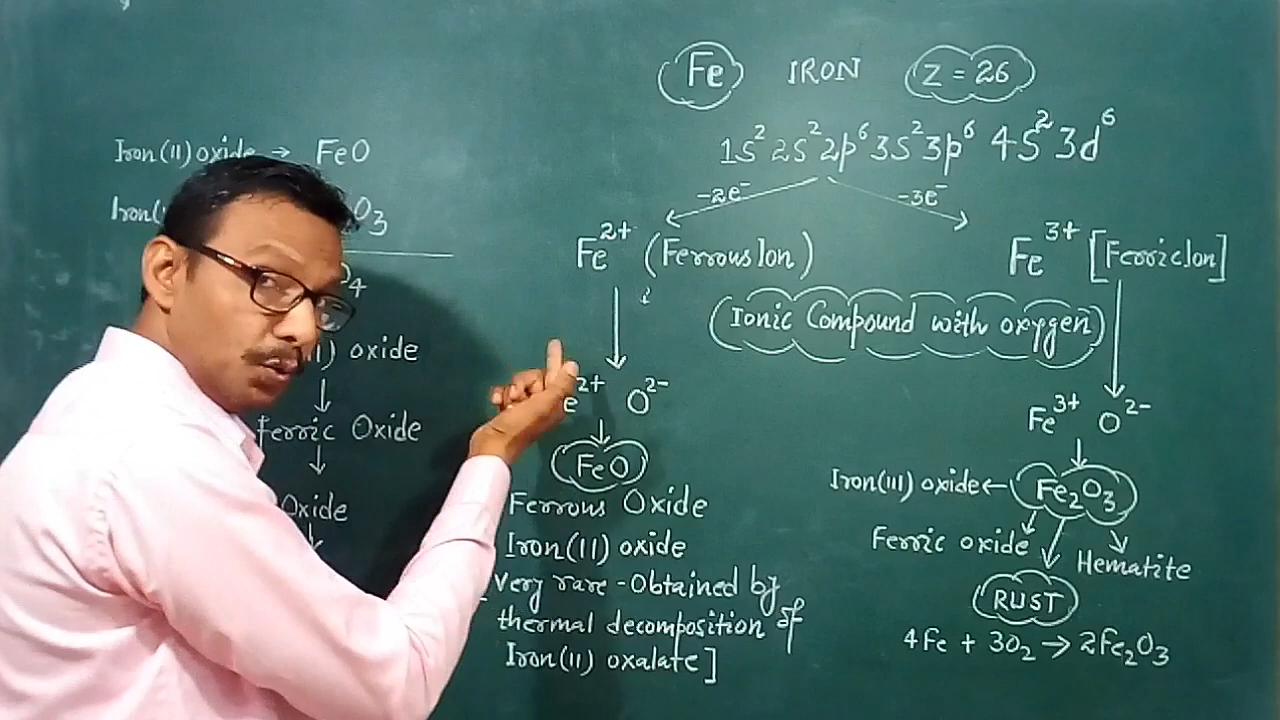 Fe IRON Z = 26
1s² 2s² 2p⁶ 3s² 3p⁶ 4s² 3d⁶
-2e⁻ -3e⁻
Fe²⁺ (Ferrous Ion)
Fe³⁺ [Ferric Ion]
Ionic Compound with oxygen
e²⁺ O²⁻
FeO
Ferrous Oxide
Iron(II) oxide
very rare - Obtained by
thermal decomposition of
Iron(II) oxalate]
Fe³⁺ O²⁻
Iron(III) oxide ← Fe₂O₃
Ferric oxide
Hematite
RUST
4Fe + 3O₂ → 2Fe₂O₃
Iron(II) oxide → FeO
Iron( O₃
₄
) oxide
↓
Ferric Oxide
↓
Oxide